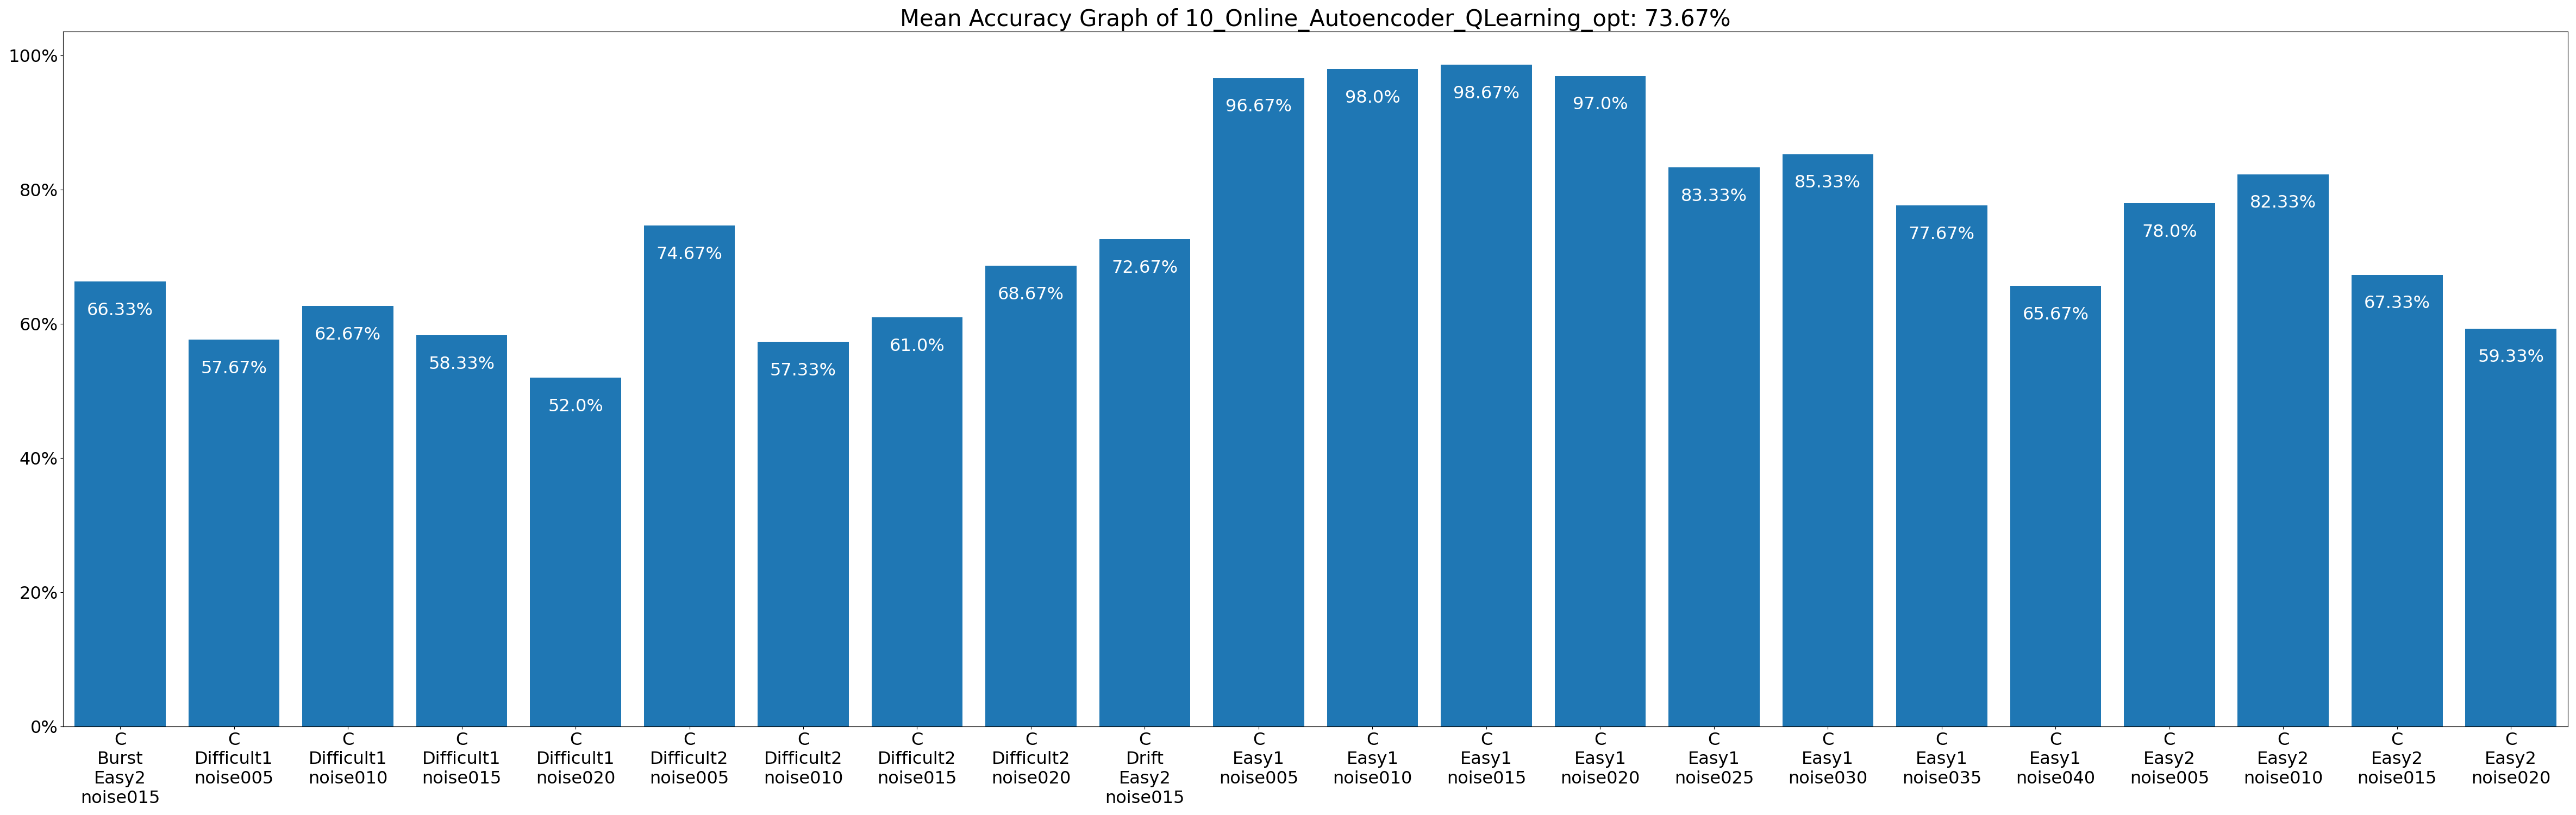 Mean Accuracy Graph of 10_Online_Autoencoder_QLearning_opt: 73.67%
100%
80%
60%
40%
20%
0%
66.33%
57.67%
62.67%
58.33%
52.0%
74.67%
57.33%
61.0%
68.67%
72.67%
96.67%
98.0%
98.67%
97.0%
83.33%
85.33%
77.67%
65.67%
78.0%
82.33%
67.33%
59.33%
C
Burst
Easy2
noise015
C
Difficult1
noise005
C
Difficult1
noise010
C
Difficult1
noise015
C
Difficult1
noise020
C
Difficult2
noise005
C
Difficult2
noise010
C
Difficult2
noise015
C
Difficult2
noise020
C
Drift
Easy2
noise015
C
Easy1
noise005
C
Easy1
noise010
C
Easy1
noise015
C
Easy1
noise020
C
Easy1
noise025
C
Easy1
noise030
C
Easy1
noise035
C
Easy1
noise040
C
Easy2
noise005
C
Easy2
noise010
C
Easy2
noise015
C
Easy2
noise020